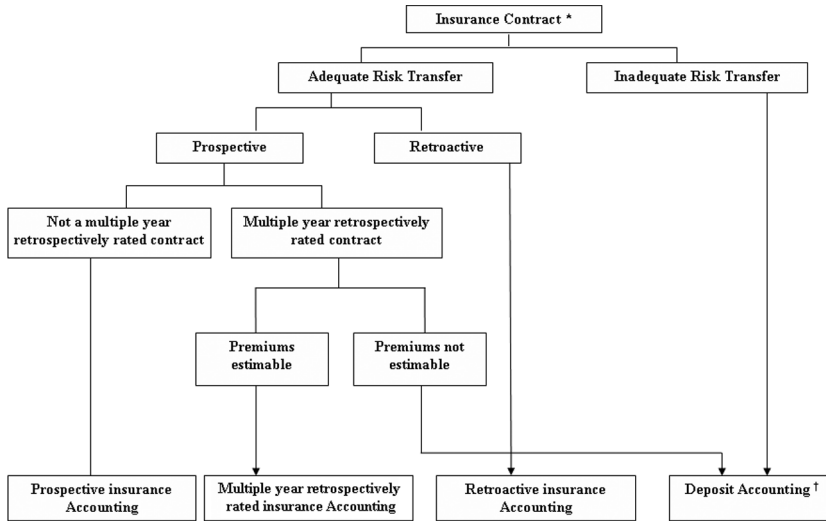 Insurance Contract *
Adequate Risk Transfer
Inadequate Risk Transfer
Prospective
Retroactive
Not a multiple year
retrospectively rated contract
Multiple year retrospectively
rated contract
Premiums
estimable
Premiums not
estimable
Prospective insurance
Accounting
Multiple year retrospectively
rated insurance Accounting
Retroactive insurance
Accounting
Deposit Accounting †